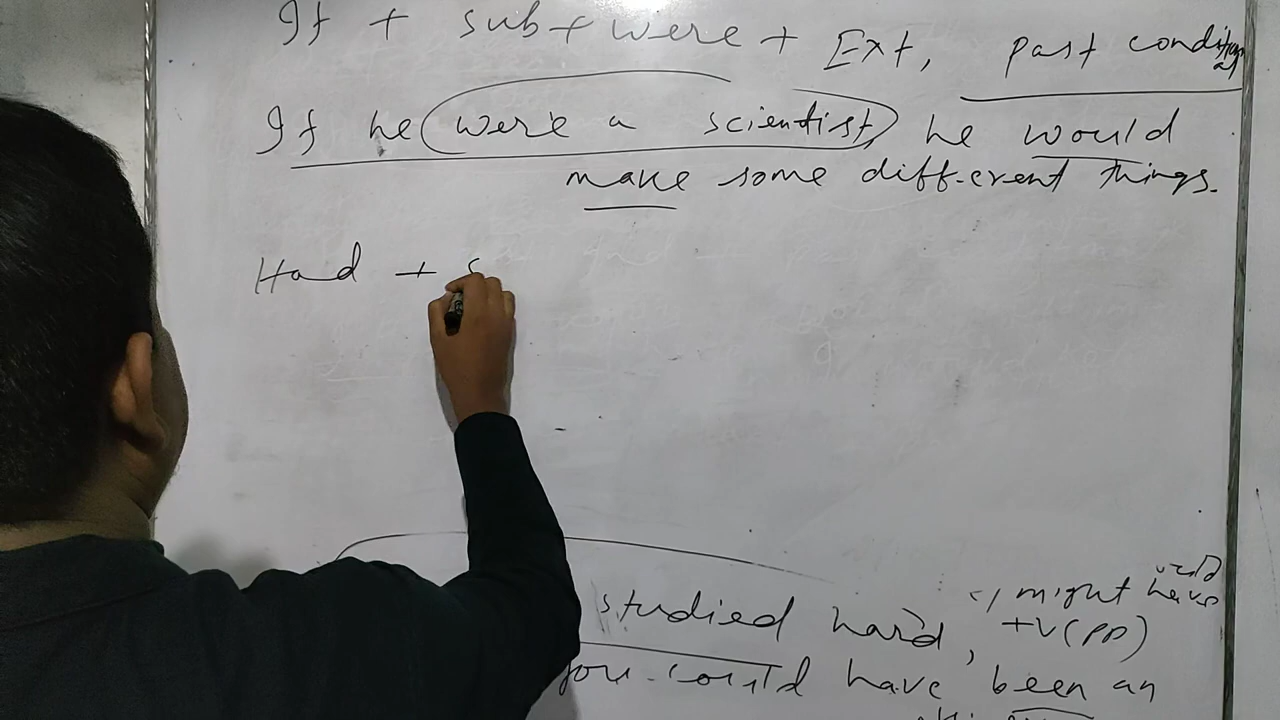 If + sub + were + Ext, past condition
If he were a scientist, he would
make some different things.
Had + S
studied hard, / might have
+V(pp)
you could have been an